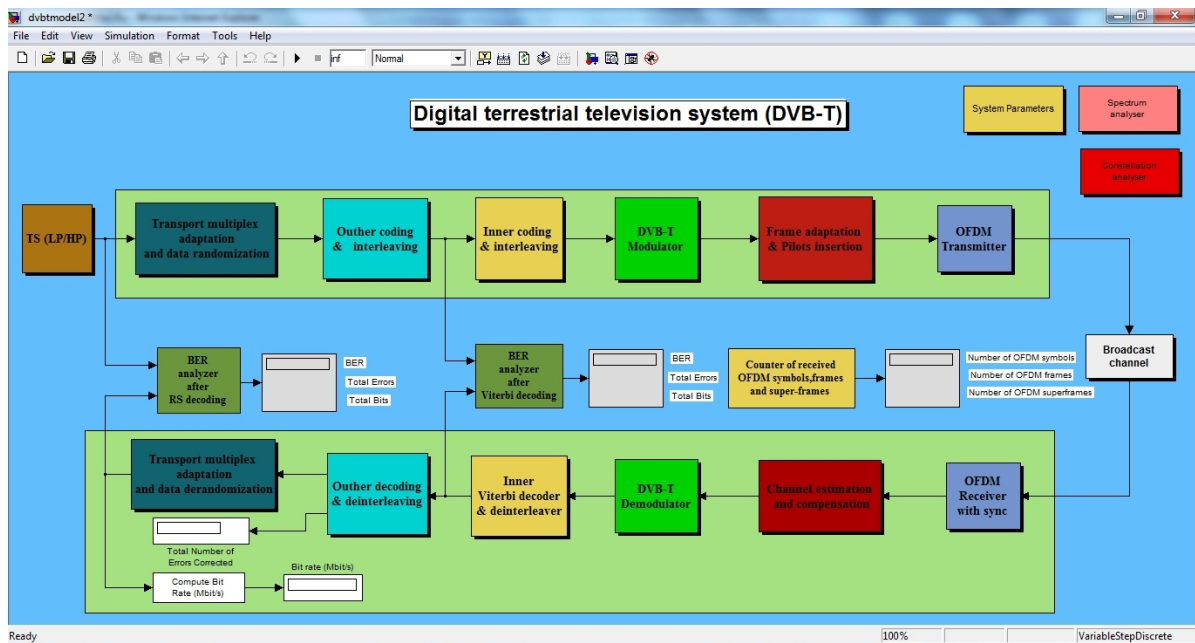 dvbtmodel2 *
File Edit View Simulation Format Tools Help
inf Normal
Digital terrestrial television system (DVB-T)
System Parameters
Spectrum
analyser
Constellation
analyser
TS (LP/HP)
Transport multiplex
adaptation
and data randomization
Outher coding
& interleaving
Inner coding
& interleaving
DVB-T
Modulator
Frame adaptation
& Pilots insertion
OFDM
Transmitter
BER
analyzer
after
RS decoding
BER
Total Errors
Total Bits
BER
analyzer
after
Viterbi decoding
BER
Total Errors
Total Bits
Counter of received
OFDM symbols,frames
and super-frames
Number of OFDM symbols
Number of OFDM frames
Number of OFDM superframes
Broadcast
channel
Transport multiplex
adaptation
and data derandomization
Outher decoding
& deinterleaving
Inner
Viterbi decoder
& deinterleaver
DVB-T
Demodulator
Channel estimation
and compensation
OFDM
Receiver
with sync
Total Number of
Errors Corrected
Compute Bit
Rate (Mbit/s)
Bit rate (Mbit/s)
Ready 100% VariableStepDiscrete